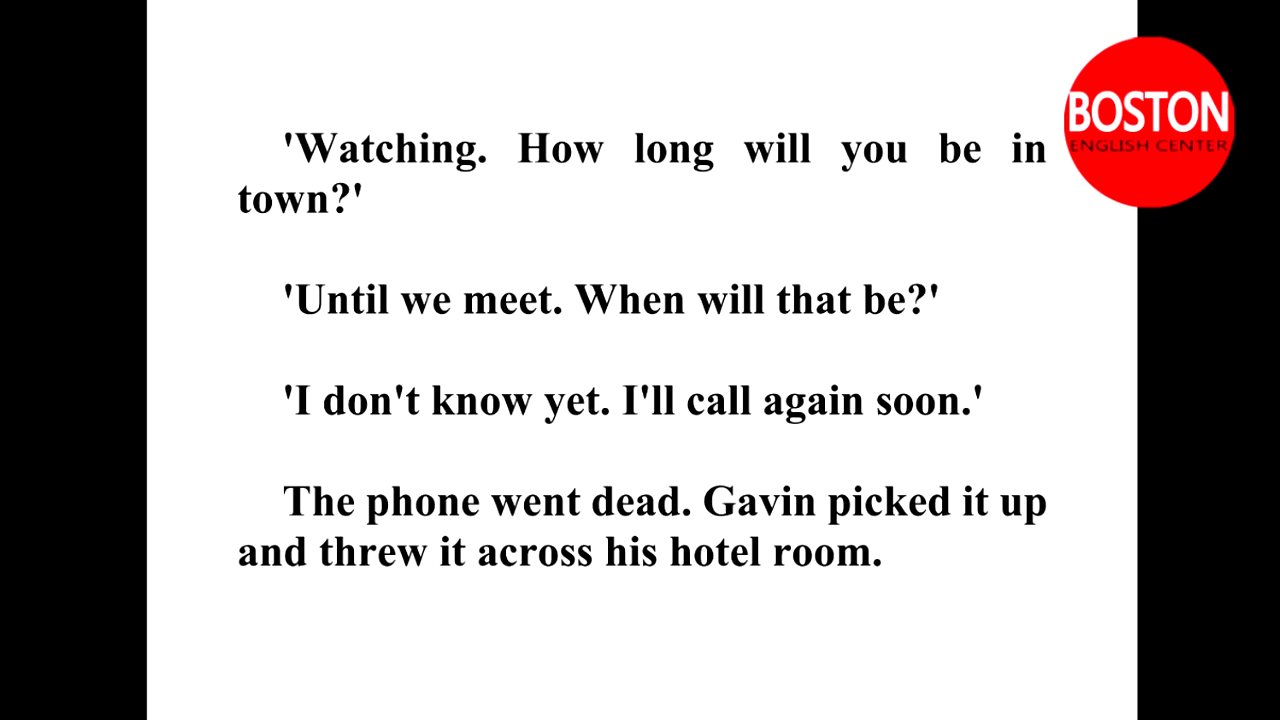 'Watching. How long will you be in
town?'
'Until we meet. When will that be?'
'I don't know yet. I'll call again soon.'
The phone went dead. Gavin picked it up
and threw it across his hotel room.
BOSTON
ENGLISH CENTER